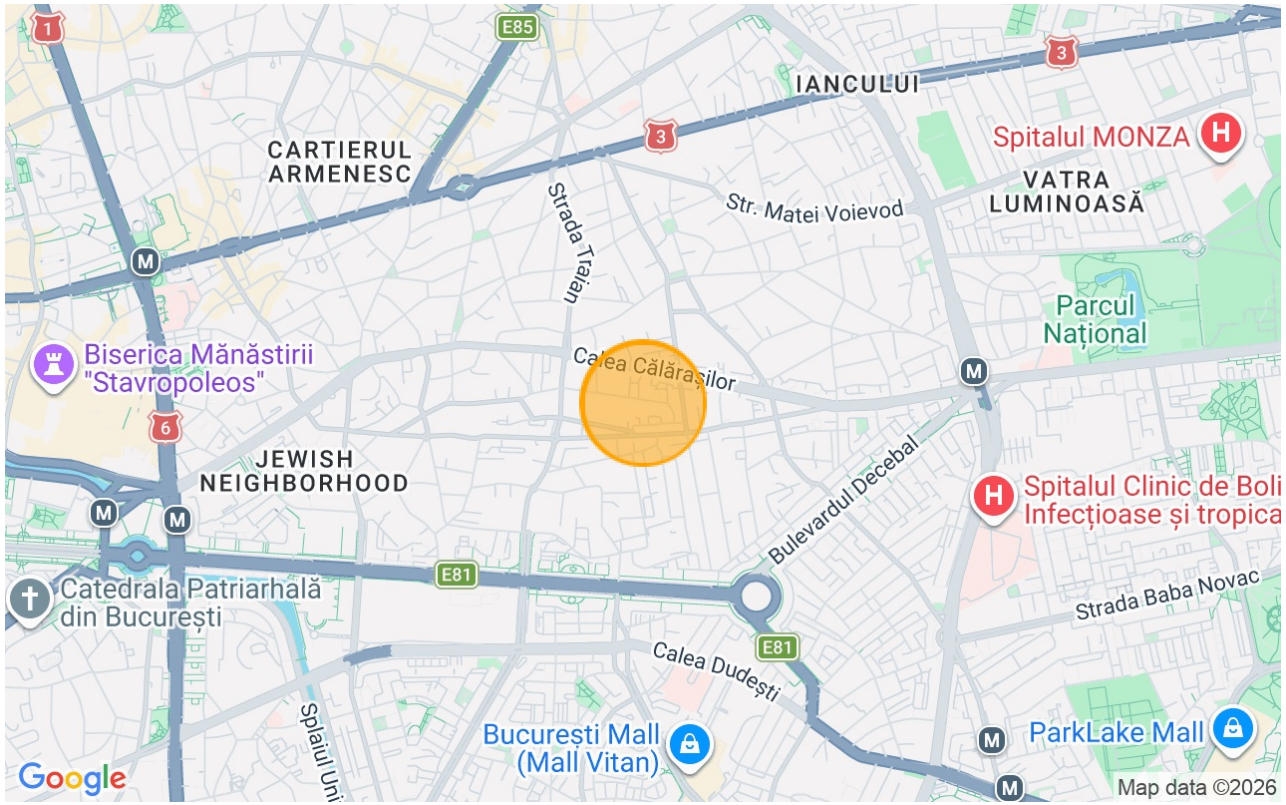 1
E85
3
IANCULUI
3
Spitalul MONZA
H
CARTIERUL
ARMENESC
VATRA
LUMINOASĂ
Strada Traian
Str. Matei Voievod
M
Parcul
Național
Biserica Mănăstirii
"Stavropoleos"
Calea Călărașilor
M
6
JEWISH
NEIGHBORHOOD
Bulevardul Decebal
H
Spitalul Clinic de Boli
Infecțioase și tropica
M
M
E81
Catedrala Patriarhală
din București
Strada Baba Novac
E81
Calea Dudești
Splaiul Uni
București Mall
(Mall Vitan)
M
ParkLake Mall
M
Google
Map data ©2026